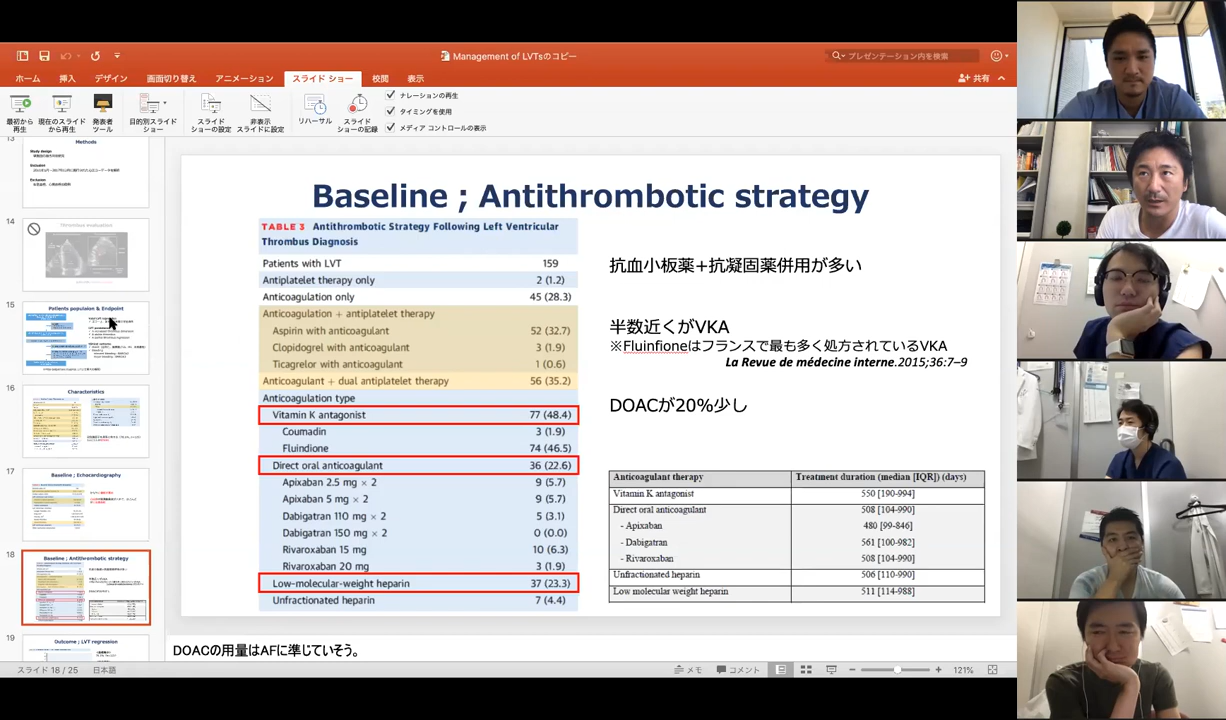 Management of LVTsのコピー
プレゼンテーション内を検索
ホーム 挿入 デザイン 画面切り替え アニメーション スライド ショー 校閲 表示
共有
最初から再生
現在のスライドから再生
発表者ツール
目的別スライドショー
スライドショーの設定
非表示スライドに設定
リハーサル
スライドショーの記録
ナレーションの再生
タイミングを使用
メディア コントロールの表示
13
Methods
14
Thrombus evaluations
15
Patients populaion & Endpoint
16
Characteristics
17
Baseline ; Echocardiography
18
Baseline ; Antithrombotic strategy
19
Outcome ; LVT regression
Baseline ; Antithrombotic strategy
TABLE 3 Antithrombotic Strategy Following Left Ventricular
Thrombus Diagnosis
Patients with LVT 159
Antiplatelet therapy only 2 (1.2)
Anticoagulation only 45 (28.3)
Anticoagulation + antiplatelet therapy
Aspirin with anticoagulant 52 (32.7)
Clopidogrel with anticoagulant 3 (1.9)
Ticagrelor with anticoagulant 1 (0.6)
Anticoagulant + dual antiplatelet therapy 56 (35.2)
Anticoagulation type
Vitamin K antagonist 77 (48.4)
Coumadin 3 (1.9)
Fluindione 74 (46.5)
Direct oral anticoagulant 36 (22.6)
Apixaban 2.5 mg × 2 9 (5.7)
Apixaban 5 mg × 2 9 (5.7)
Dabigatran 110 mg × 2 5 (3.1)
Dabigatran 150 mg × 2 0 (0.0)
Rivaroxaban 15 mg 10 (6.3)
Rivaroxaban 20 mg 3 (1.9)
Low-molecular-weight heparin 37 (23.3)
Unfractionated heparin 7 (4.4)
抗血小板薬+抗凝固薬併用が多い
半数近くがVKA
※Fluinfioneはフランスで最も多く処方されているVKA
La Revue de médecine interne.2015;36:7–9
DOACが20%少し
Anticoagulant therapy Treatment duration (median [IQR]) (days)
Vitamin K antagonist 550 [190-994]
Direct oral anticoagulant 508 [104-990]
- Apixaban 480 [99-846]
- Dabigatran 561 [100-982]
- Rivaroxaban 508 [104-990]
Unfractionated heparin 506 [110-990]
Low molecular weight heparin 511 [114-988]
DOACの用量はAFに準じていそう。
スライド 18 / 25 日本語
メモ コメント 121%